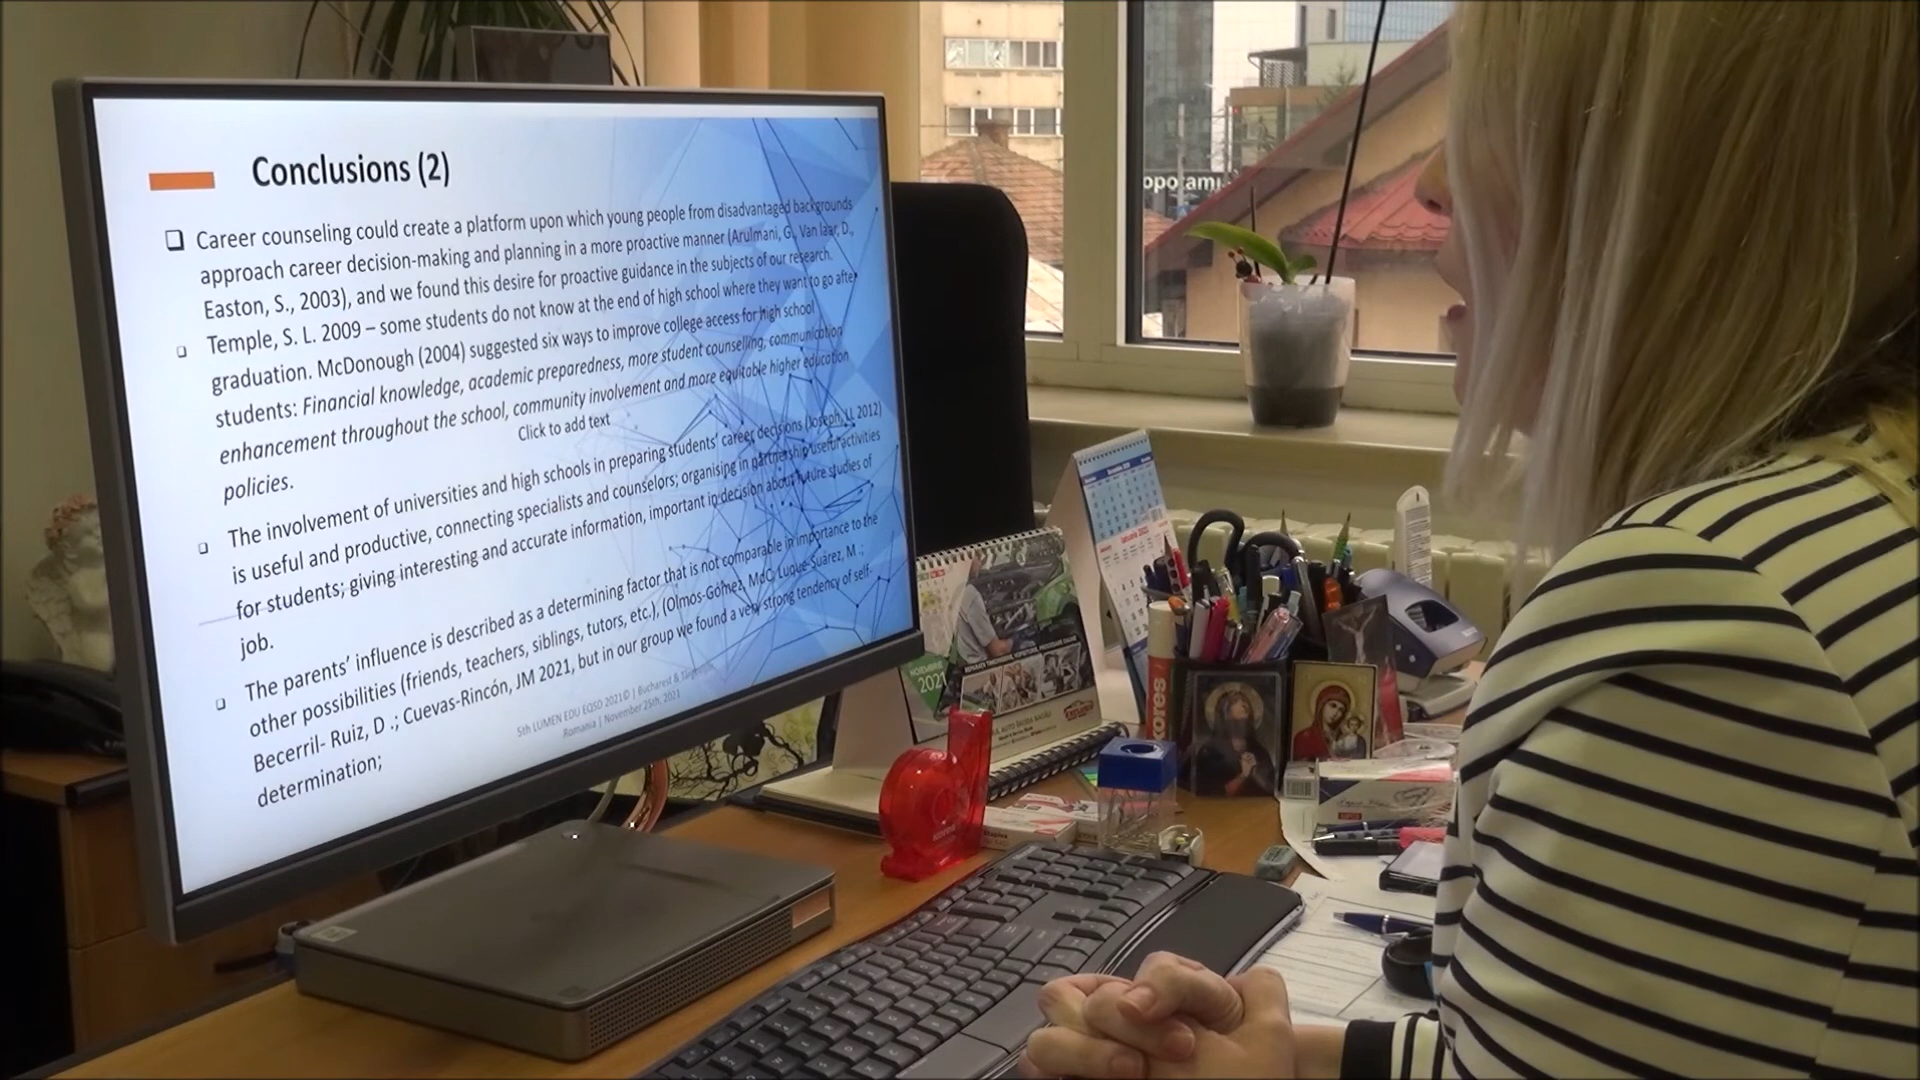 Conclusions (2)
Career counseling could create a platform upon which young people from disadvantaged backgrounds
approach career decision-making and planning in a more proactive manner (Arulmani, G., Van laar, D.,
Easton, S., 2003), and we found this desire for proactive guidance in the subjects of our research.
Temple, S. L. 2009 – some students do not know at the end of high school where they want to go after
graduation. McDonough (2004) suggested six ways to improve college access for high school
students: Financial knowledge, academic preparedness, more student counselling, communication
enhancement throughout the school, community involvement and more equitable higher education
policies.
Click to add text
The involvement of universities and high schools in preparing students' career decisions (Joseph, LL 2012)
is useful and productive, connecting specialists and counselors; organising in partnership useful activities
for students; giving interesting and accurate information, important in decision about future studies of
job.
The parents' influence is described as a determining factor that is not comparable in importance to the
other possibilities (friends, teachers, siblings, tutors, etc.), (Olmos-Gómez, MdC; Luque-Suárez, M .;
Becerril- Ruiz, D .; Cuevas-Rincón, JM 2021, but in our group we found a very strong tendency of self-
determination;
5th LUMEN EDU EQSD 2021© | Bucharest &
Romania | November 25th, 2021
opotami
NOIEMBRIE
2021
kores